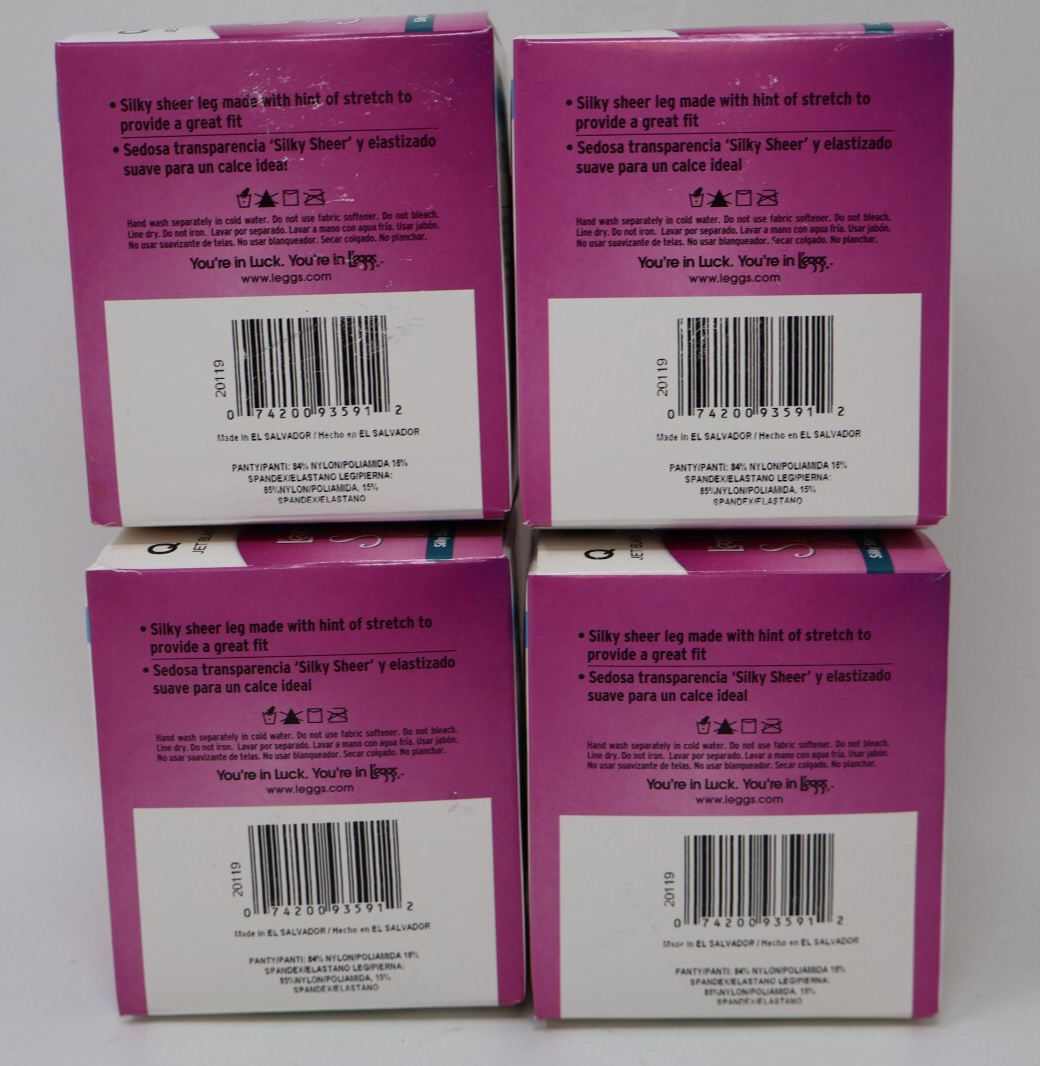 • Silky sheer leg made with hint of stretch to
provide a great fit
• Sedosa transparencia ‘Silky Sheer’ y elastizado
suave para un calce ideal
Hand wash separately in cold water. Do not use fabric softener. Do not bleach.
Line dry. Do not iron. Lavar por separado. Lavar a mano con agua fría. Usar jabón.
No usar suavizante de telas. No usar blanqueador. Secar colgado. No planchar.
You're in Luck. You're in L'eggs.
www.leggs.com
20119
0 74200 93591 2
Made in EL SALVADOR / Hecho en EL SALVADOR
PANTY/PANTI: 84% NYLON/POLIAMIDA 16%
SPANDEX/ELASTANO LEG/PIERNA:
85%NYLON/POLIAMIDA, 15%
SPANDEX/ELASTANO
• Silky sheer leg made with hint of stretch to
provide a great fit
• Sedosa transparencia ‘Silky Sheer’ y elastizado
suave para un calce ideal
Hand wash separately in cold water. Do not use fabric softener. Do not bleach.
Line dry. Do not iron. Lavar por separado. Lavar a mano con agua fría. Usar jabón.
No usar suavizante de telas. No usar blanqueador. Secar colgado. No planchar.
You're in Luck. You're in L'eggs.
www.leggs.com
20119
0 74200 93591 2
Made in EL SALVADOR / Hecho en EL SALVADOR
PANTY/PANTI: 84% NYLON/POLIAMIDA 16%
SPANDEX/ELASTANO LEG/PIERNA:
85%NYLON/POLIAMIDA, 15%
SPANDEX/ELASTANO
Q
• Silky sheer leg made with hint of stretch to
provide a great fit
• Sedosa transparencia ‘Silky Sheer’ y elastizado
suave para un calce ideal
Hand wash separately in cold water. Do not use fabric softener. Do not bleach.
Line dry. Do not iron. Lavar por separado. Lavar a mano con agua fría. Usar jabón.
No usar suavizante de telas. No usar blanqueador. Secar colgado. No planchar.
You're in Luck. You're in L'eggs.
www.leggs.com
20119
0 74200 93591 2
Made in EL SALVADOR / Hecho en EL SALVADOR
PANTY/PANTI: 84% NYLON/POLIAMIDA 16%
SPANDEX/ELASTANO LEG/PIERNA:
85%NYLON/POLIAMIDA, 15%
SPANDEX/ELASTANO
Q
• Silky sheer leg made with hint of stretch to
provide a great fit
• Sedosa transparencia ‘Silky Sheer’ y elastizado
suave para un calce ideal
Hand wash separately in cold water. Do not use fabric softener. Do not bleach.
Line dry. Do not iron. Lavar por separado. Lavar a mano con agua fría. Usar jabón.
No usar suavizante de telas. No usar blanqueador. Secar colgado. No planchar.
You're in Luck. You're in L'eggs.
www.leggs.com
20119
0 74200 93591 2
Made in EL SALVADOR / Hecho en EL SALVADOR
PANTY/PANTI: 84% NYLON/POLIAMIDA 16%
SPANDEX/ELASTANO LEG/PIERNA:
85%NYLON/POLIAMIDA, 15%
SPANDEX/ELASTANO